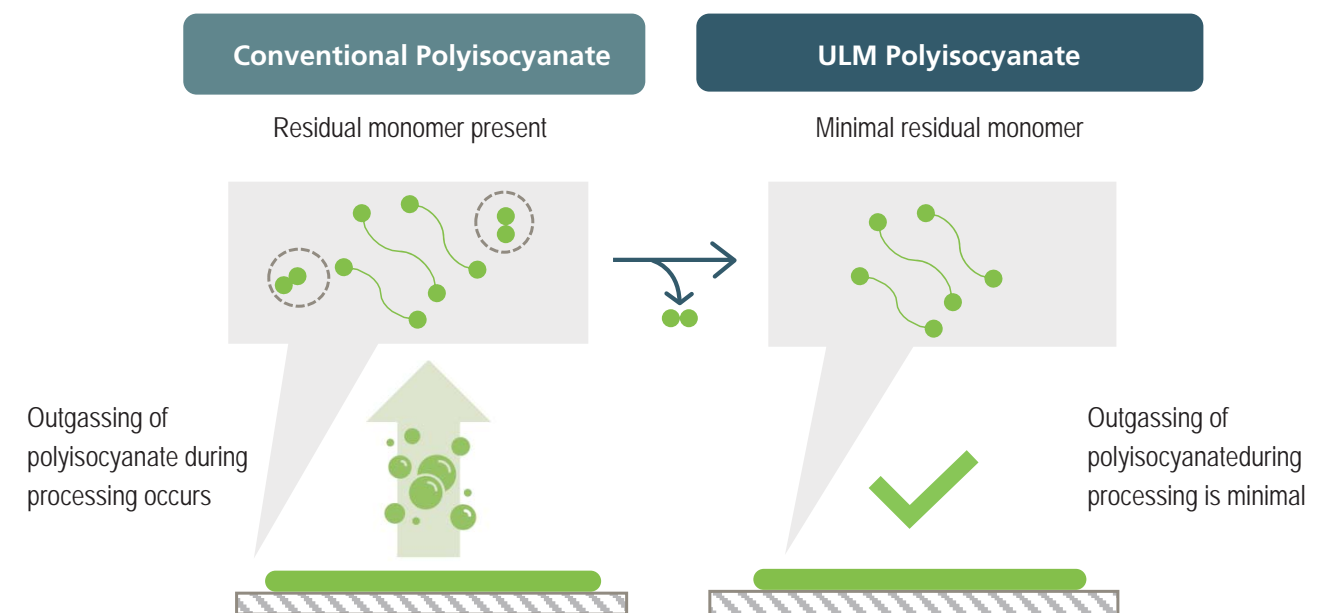 Conventional Polyisocyanate
ULM Polyisocyanate
Residual monomer present
Minimal residual monomer
Outgassing of
polyisocyanate during
processing occurs
Outgassing of
polyisocyanateduring
processing is minimal